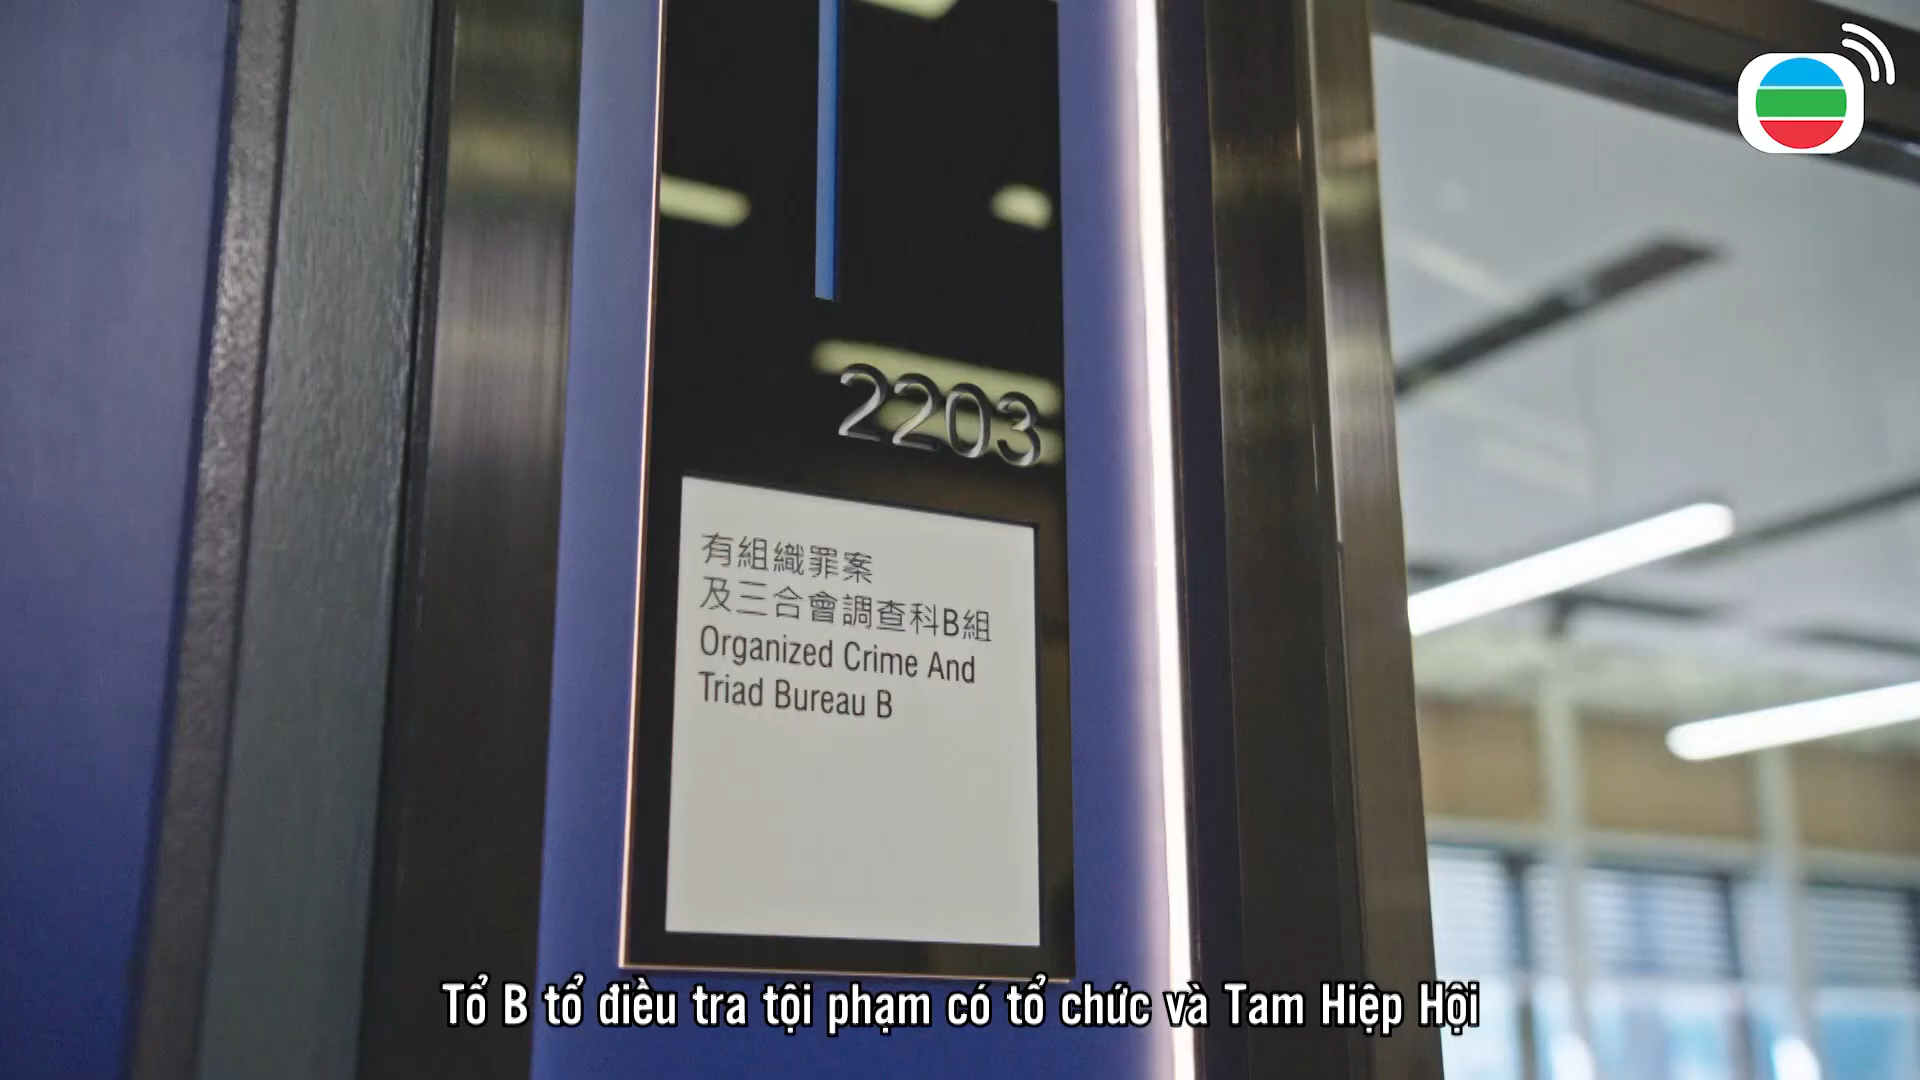 2203
有組織罪案
及三合會調查科B組
Organized Crime And
Triad Bureau B
Tổ B tổ điều tra tội phạm có tổ chức và Tam Hiệp Hội